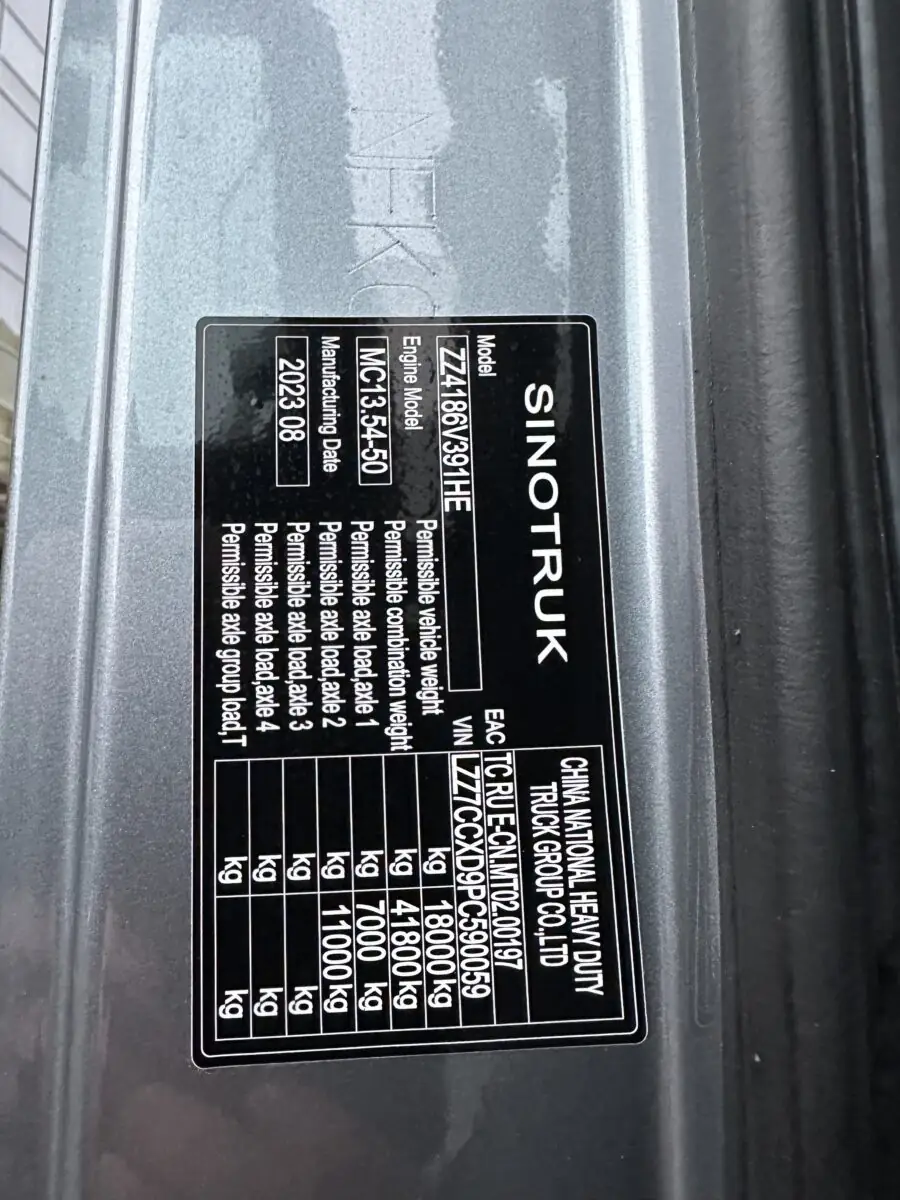 NEKO
SINOTRUK
CHINA NATIONAL HEAVY DUTY
TRUCK GROUP CO.,LTD
Model
ZZ4186V391HE
EAC TC RU E-CN.MT02.00197
VIN LZZ7CCXD9PC590059
Engine Model
MC13.54-50
Manufacturing Date
2023 08
Permissible vehicle weight kg 18000kg
Permissible combination weight kg 41800kg
Permissible axle load,axle 1 kg 7000 kg
Permissible axle load,axle 2 kg 11000kg
Permissible axle load,axle 3 kg kg
Permissible axle load,axle 4 kg kg
Permissible axle group load,T kg kg